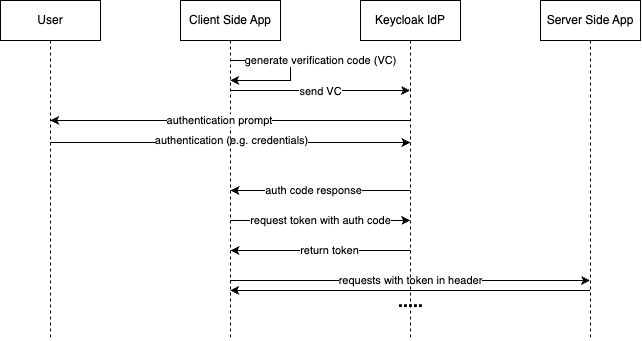 User
Client Side App
Keycloak IdP
Server Side App
generate verification code (VC)
send VC
authentication prompt
authentication (e.g. credentials)
auth code response
request token with auth code
return token
requests with token in header
.....